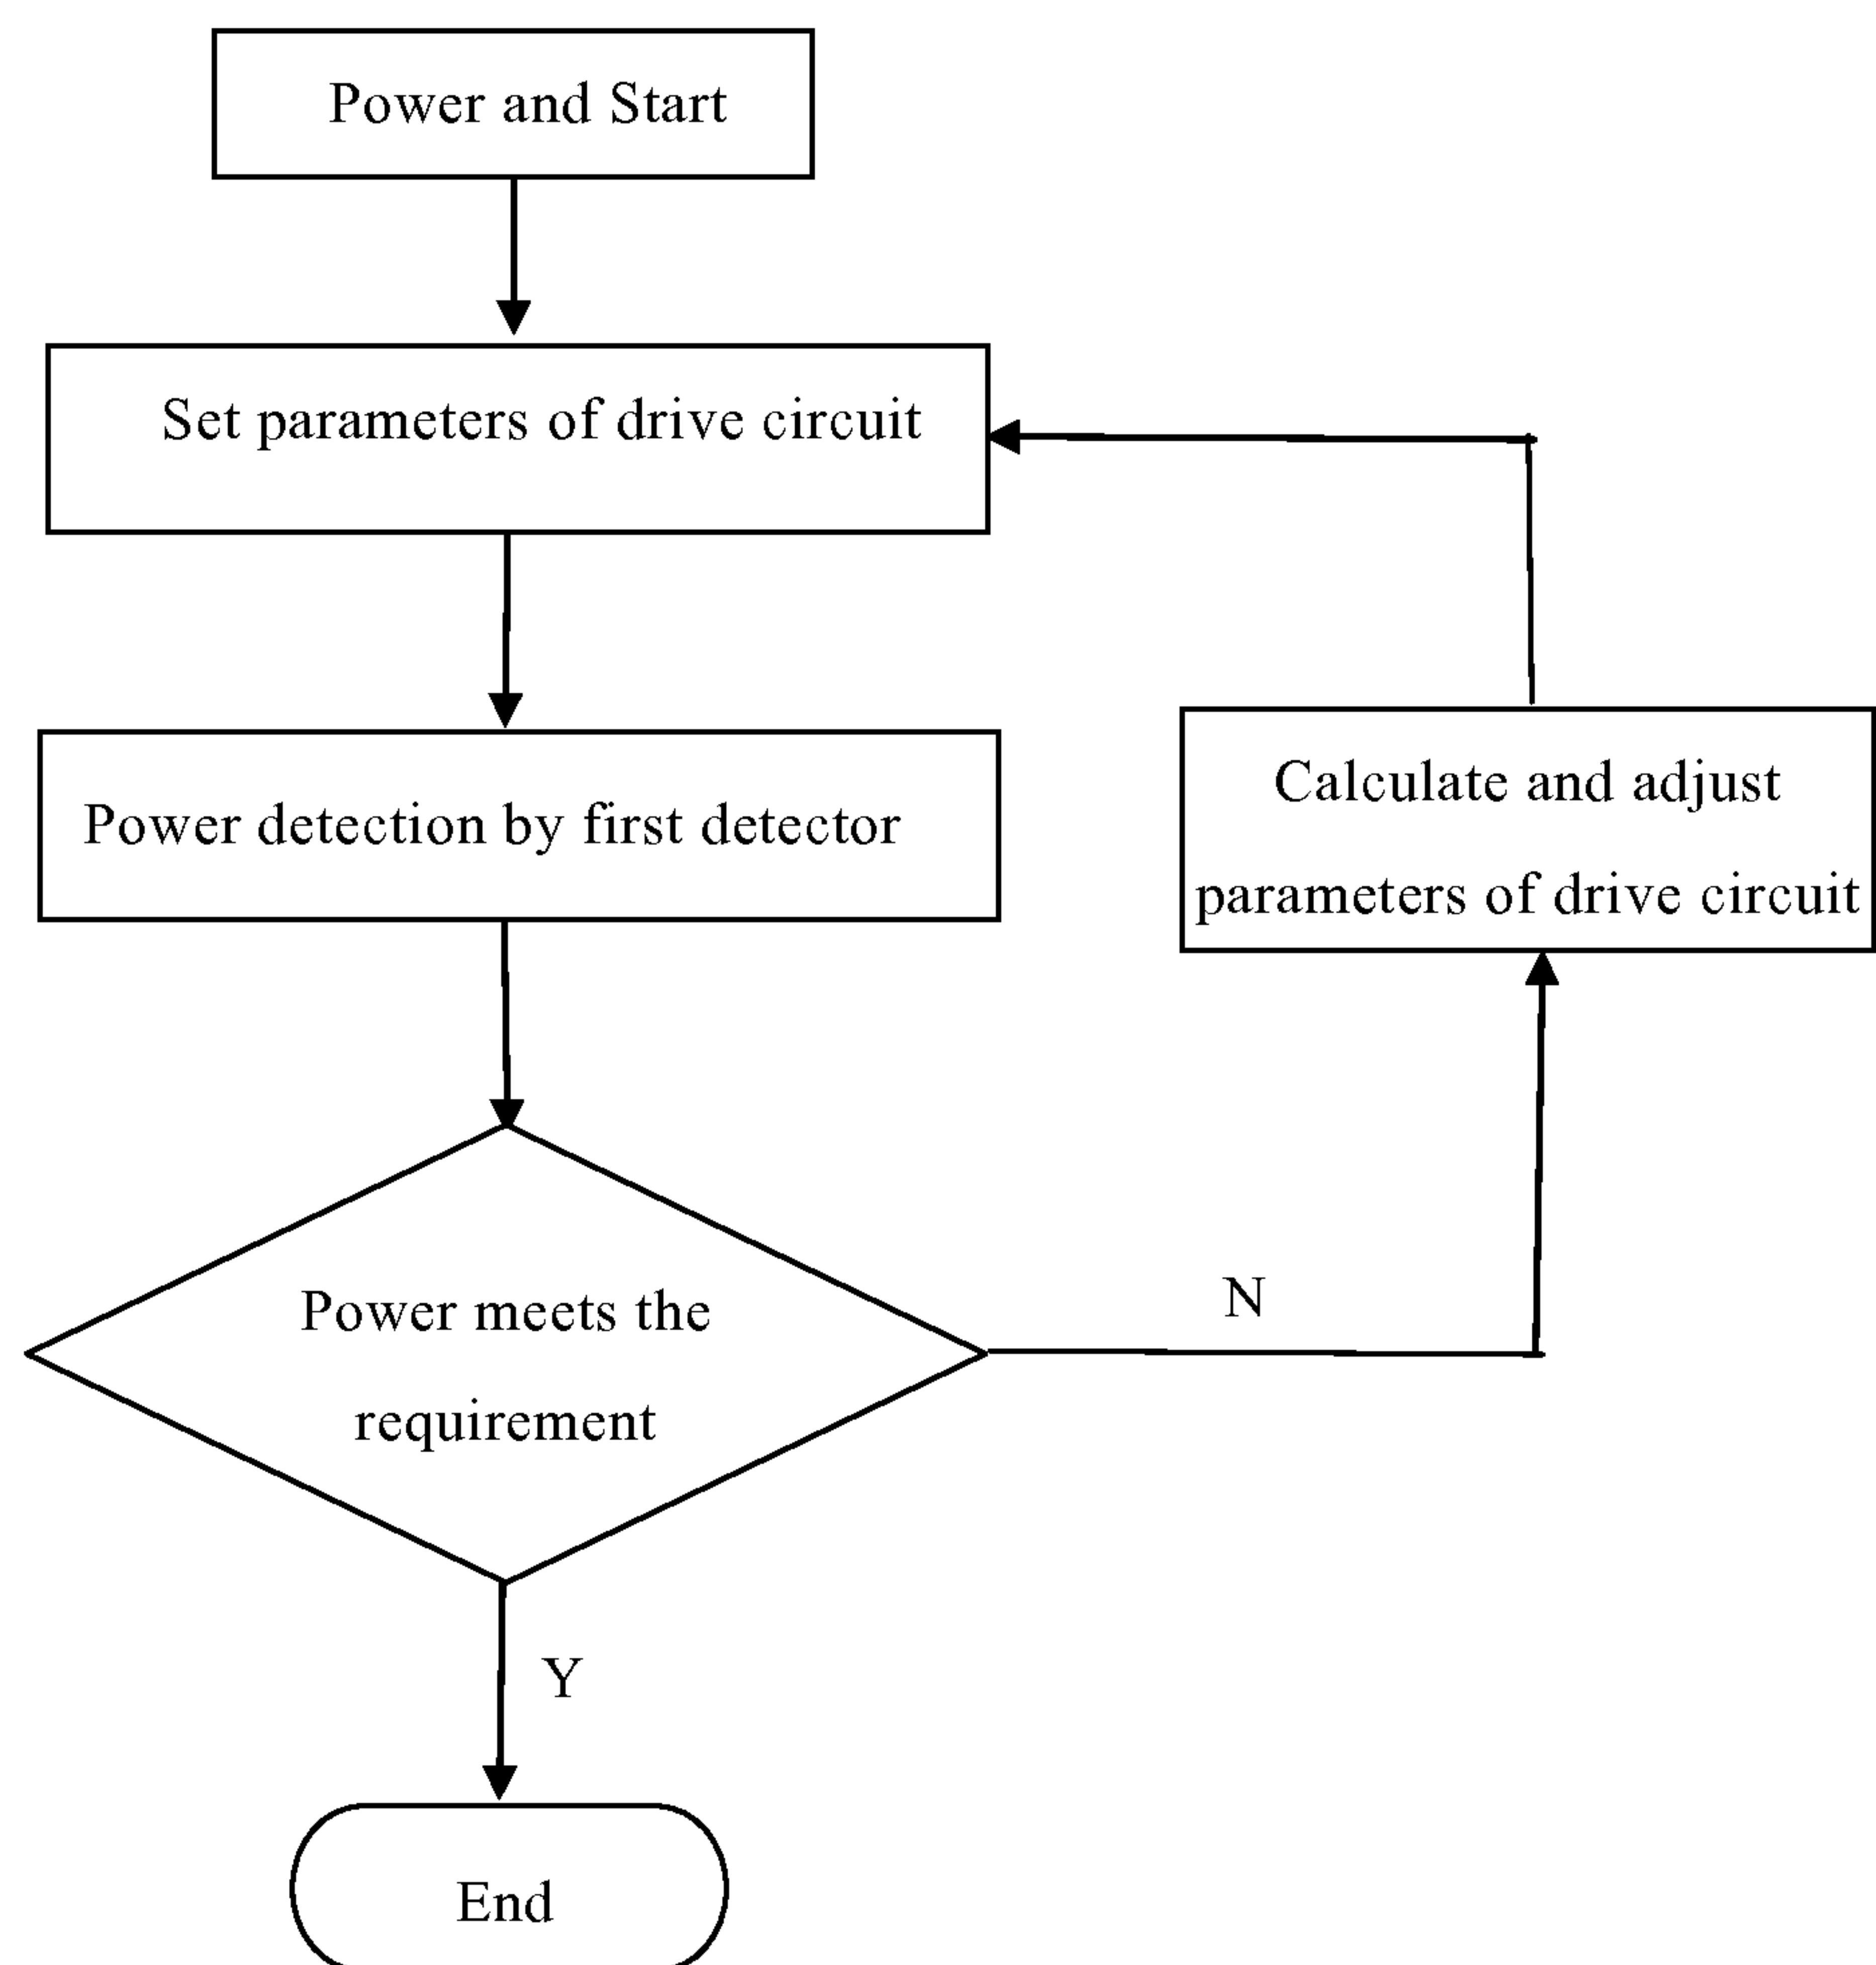 Power and Start
Set parameters of drive circuit
Power detection by first detector
Calculate and adjust
parameters of drive circuit
Power meets the
requirement
N
Y
End